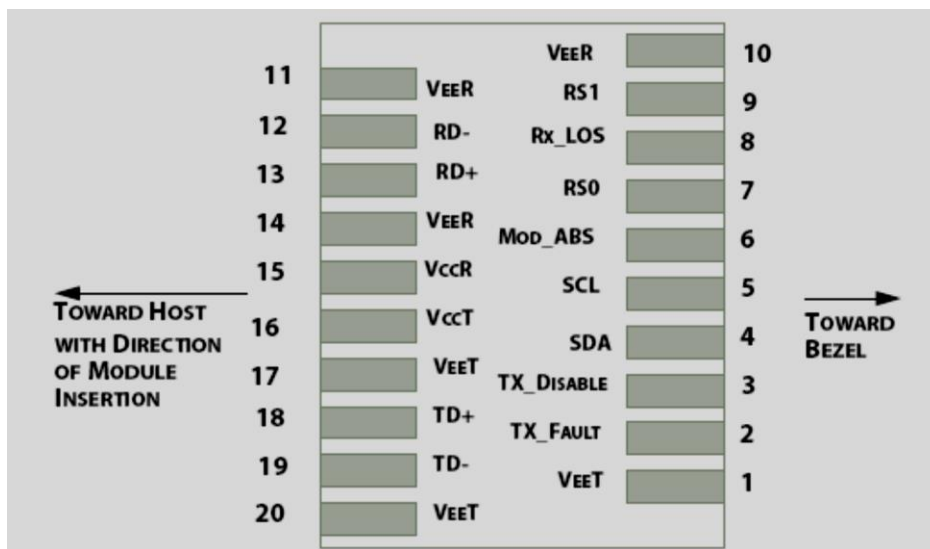 11 VEER
12 RD-
13 RD+
14 VEER
15 VCCR
16 VCCT
17 VEET
18 TD+
19 TD-
20 VEET
VEER 10
RS1 9
RX_LOS 8
RS0 7
MOD_ABS 6
SCL 5
SDA 4
TX_DISABLE 3
TX_FAULT 2
VEET 1
TOWARD HOST
WITH DIRECTION
OF MODULE
INSERTION
TOWARD
BEZEL